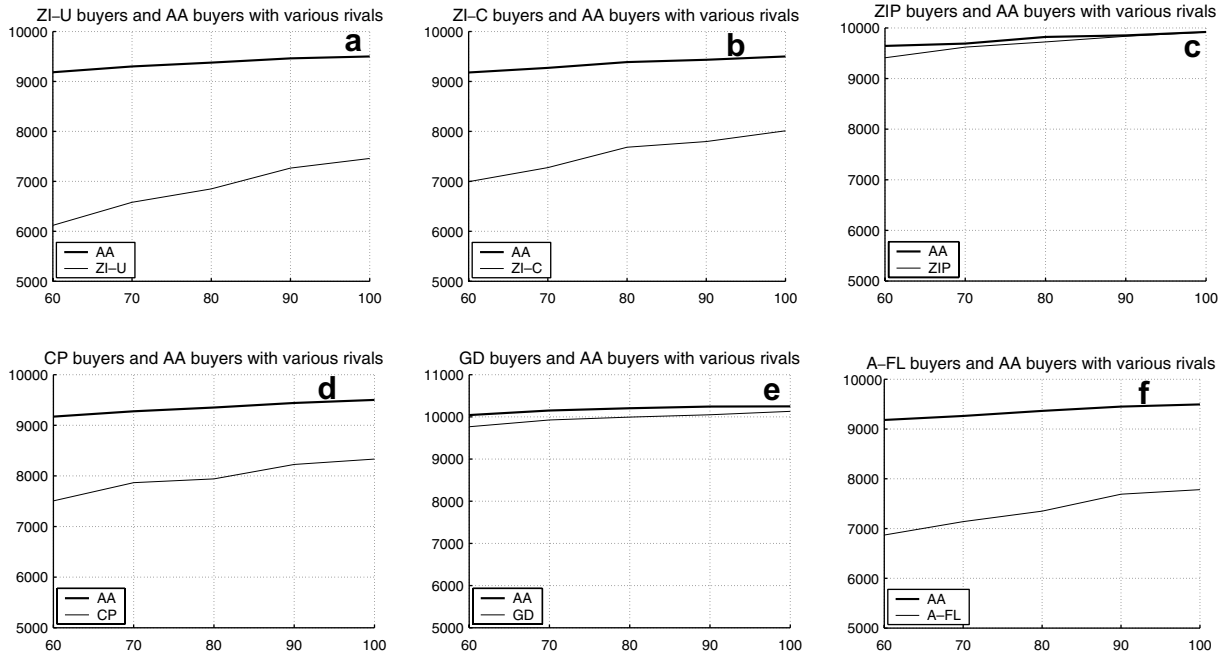 ZI–U buyers and AA buyers with various rivals
a
10000
9000
8000
7000
6000
5000
AA
ZI–U
60 70 80 90 100
ZI–C buyers and AA buyers with various rivals
b
10000
9000
8000
7000
6000
5000
AA
ZI–C
60 70 80 90 100
ZIP buyers and AA buyers with various rivals
c
10000
9000
8000
7000
6000
5000
AA
ZIP
60 70 80 90 100
CP buyers and AA buyers with various rivals
d
10000
9000
8000
7000
6000
5000
AA
CP
60 70 80 90 100
GD buyers and AA buyers with various rivals
e
11000
10000
9000
8000
7000
6000
5000
AA
GD
60 70 80 90 100
A–FL buyers and AA buyers with various rivals
f
10000
9000
8000
7000
6000
5000
AA
A–FL
60 70 80 90 100